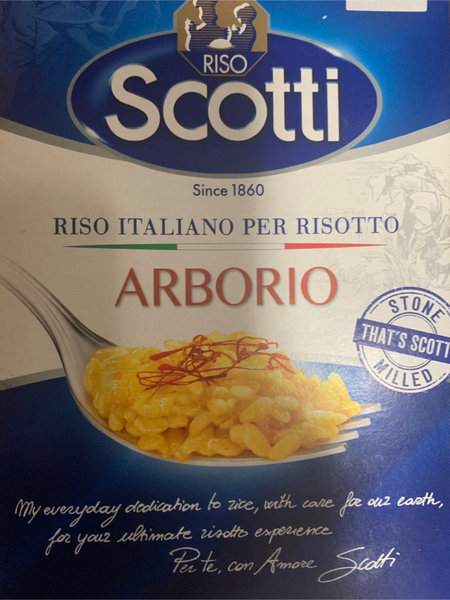 RISO
Scotti
Since 1860
RISO ITALIANO PER RISOTTO
ARBORIO
STONE
THAT'S SCOTTI
MILLED
My everyday dedication to rice, with care for our earth,
for your ultimate risotto experience
Per te, con Amore Scotti